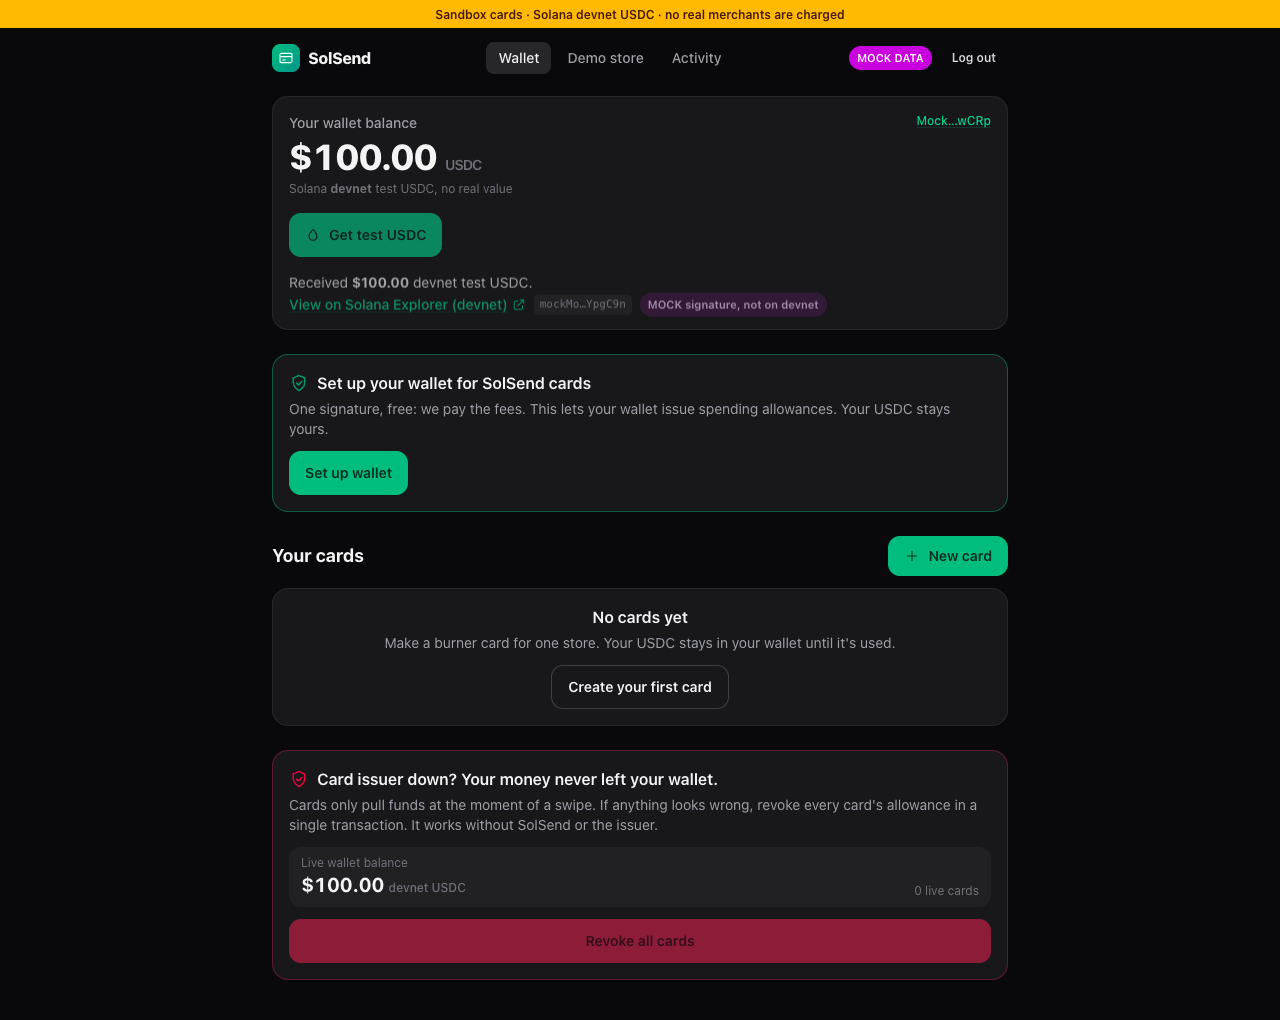 Sandbox cards · Solana devnet USDC · no real merchants are charged
SolSend
Wallet
Demo store
Activity
MOCK DATA
Log out
Your wallet balance
Mock…wCRp
$100.00 USDC
Solana devnet test USDC, no real value
Get test USDC
Received $100.00 devnet test USDC.
View on Solana Explorer (devnet)
mockMo…YpgC9n
MOCK signature, not on devnet
Set up your wallet for SolSend cards
One signature, free: we pay the fees. This lets your wallet issue spending allowances. Your USDC stays
yours.
Set up wallet
Your cards
New card
No cards yet
Make a burner card for one store. Your USDC stays in your wallet until it's used.
Create your first card
Card issuer down? Your money never left your wallet.
Cards only pull funds at the moment of a swipe. If anything looks wrong, revoke every card's allowance in a
single transaction. It works without SolSend or the issuer.
Live wallet balance
$100.00 devnet USDC
0 live cards
Revoke all cards